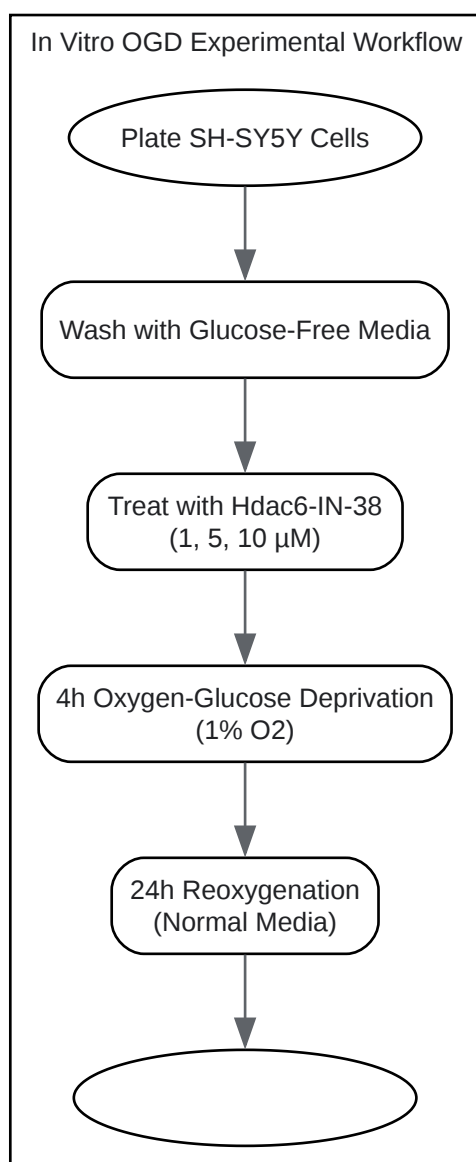 In Vitro OGD Experimental Workflow
Plate SH-SY5Y Cells
Wash with Glucose-Free Media
Treat with Hdac6-IN-38
(1, 5, 10 µM)
4h Oxygen-Glucose Deprivation
(1% O2)
24h Reoxygenation
(Normal Media)